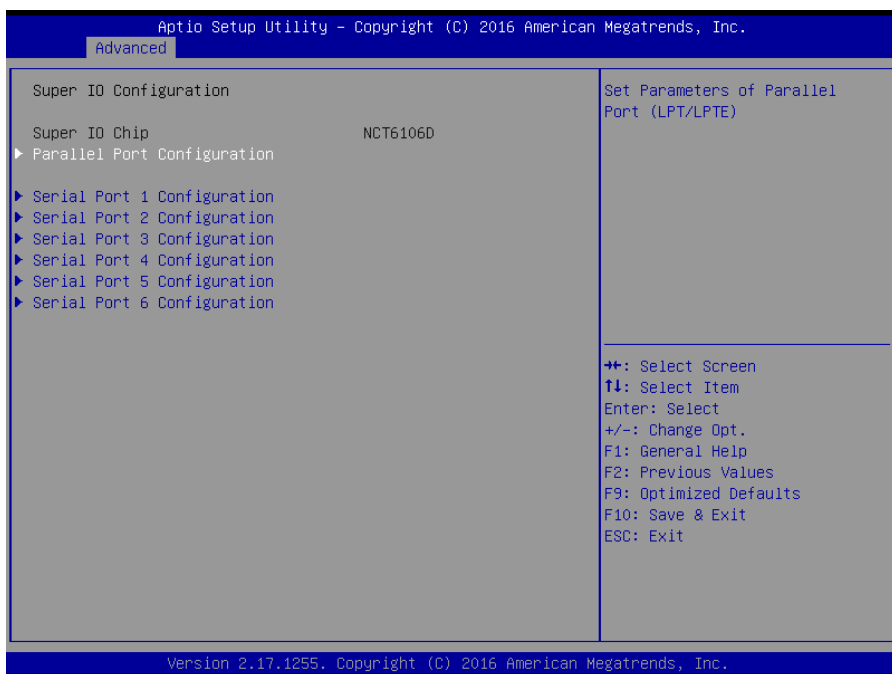 Aptio Setup Utility – Copyright (C) 2016 American Megatrends, Inc.
Advanced
Super IO Configuration
Super IO Chip NCT6106D
▶ Parallel Port Configuration
▶ Serial Port 1 Configuration
▶ Serial Port 2 Configuration
▶ Serial Port 3 Configuration
▶ Serial Port 4 Configuration
▶ Serial Port 5 Configuration
▶ Serial Port 6 Configuration
Set Parameters of Parallel
Port (LPT/LPTE)
→←: Select Screen
↑↓: Select Item
Enter: Select
+/-: Change Opt.
F1: General Help
F2: Previous Values
F9: Optimized Defaults
F10: Save & Exit
ESC: Exit
Version 2.17.1255. Copyright (C) 2016 American Megatrends, Inc.